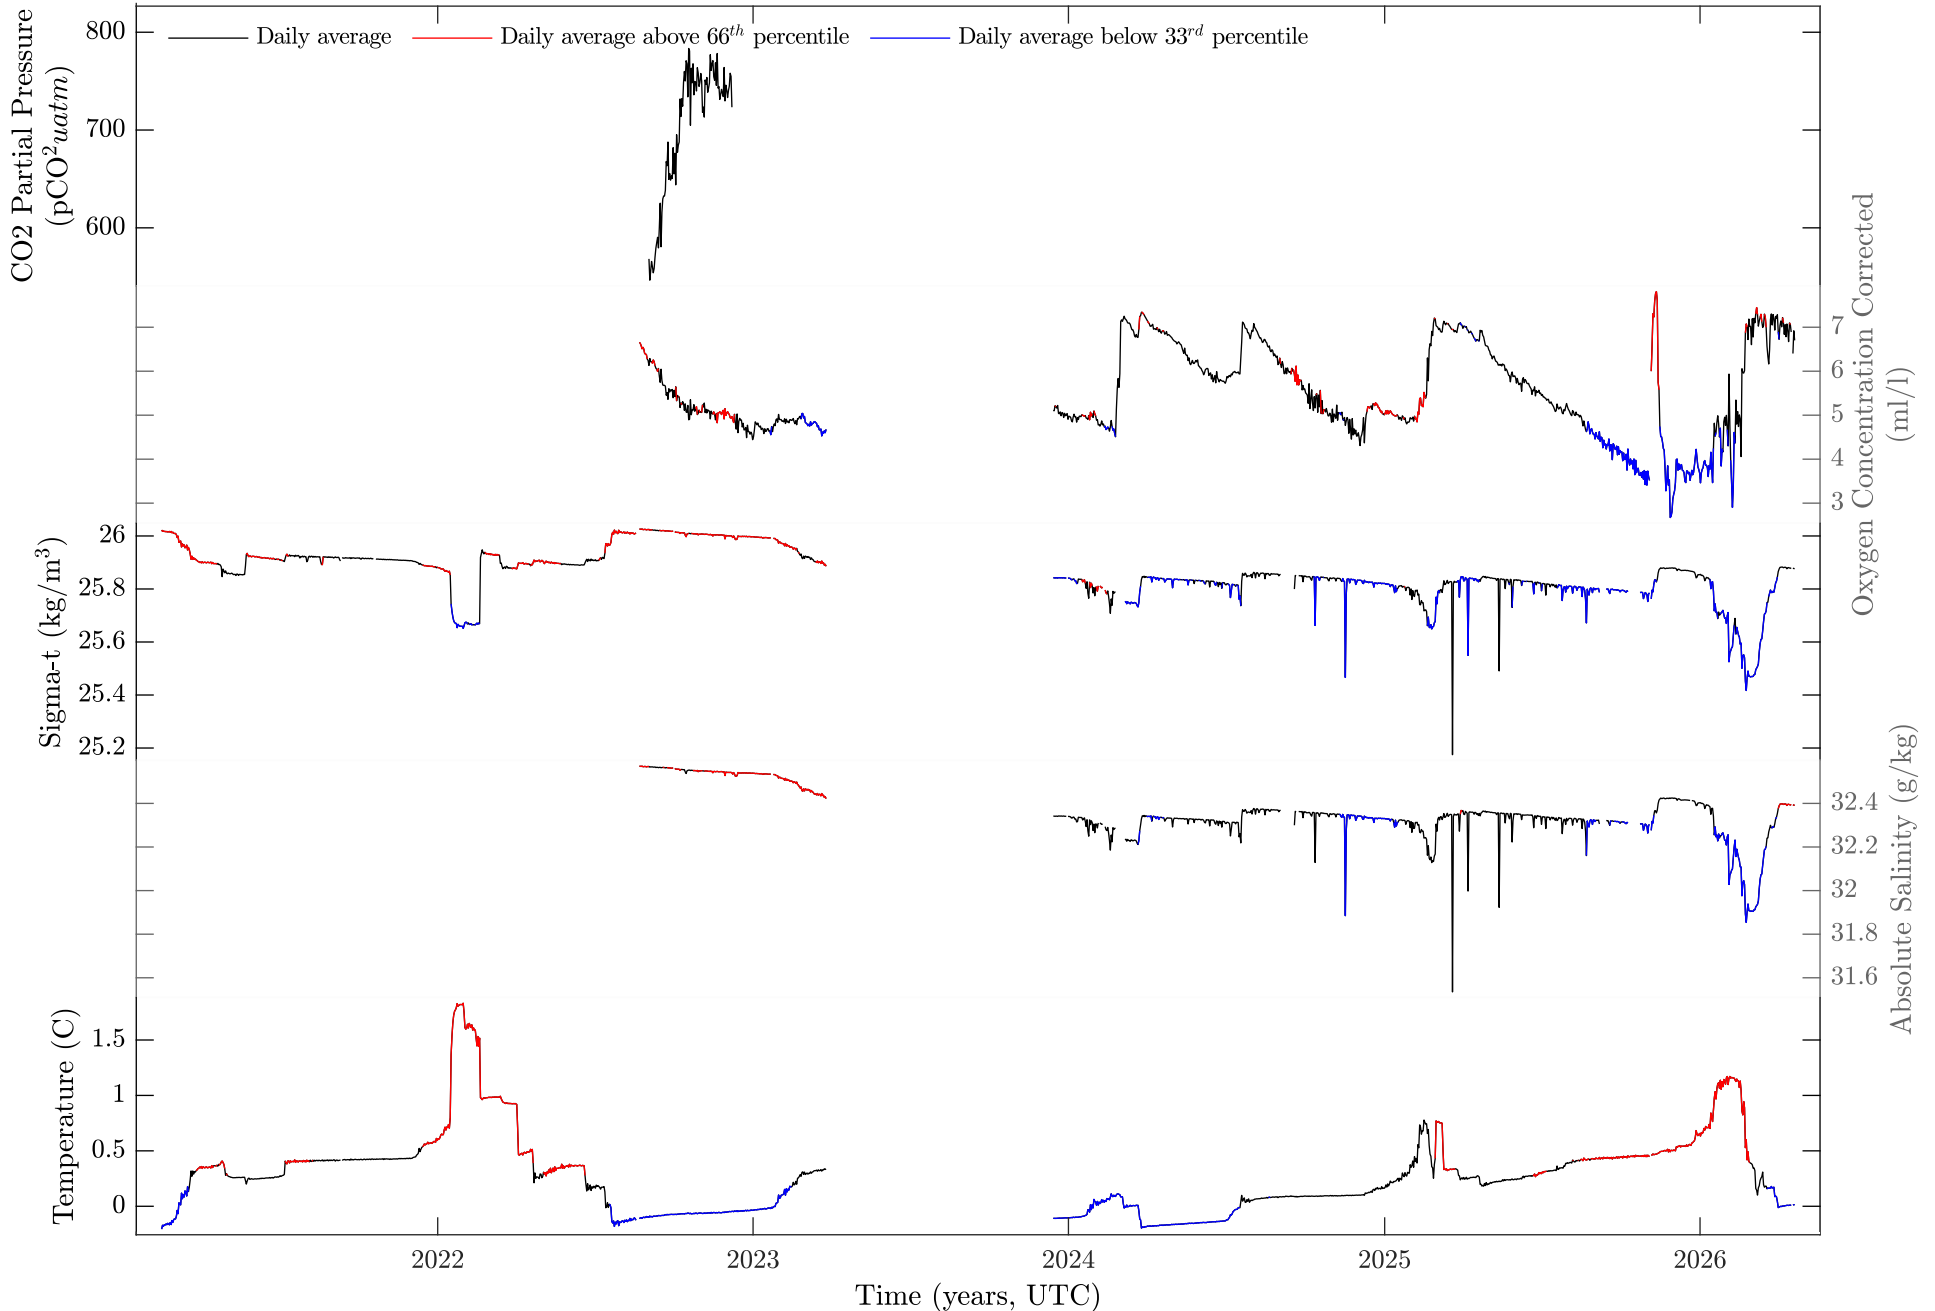 Daily average
Daily average above 66th percentile
Daily average below 33rd percentile
CO2 Partial Pressure
(pCO2uatm)
800
700
600
Oxygen Concentration Corrected
(ml/l)
7
6
5
4
3
Sigma-t (kg/m3)
26
25.8
25.6
25.4
25.2
Absolute Salinity (g/kg)
32.4
32.2
32
31.8
31.6
Temperature (C)
1.5
1
0.5
0
2022
2023
2024
2025
2026
Time (years, UTC)